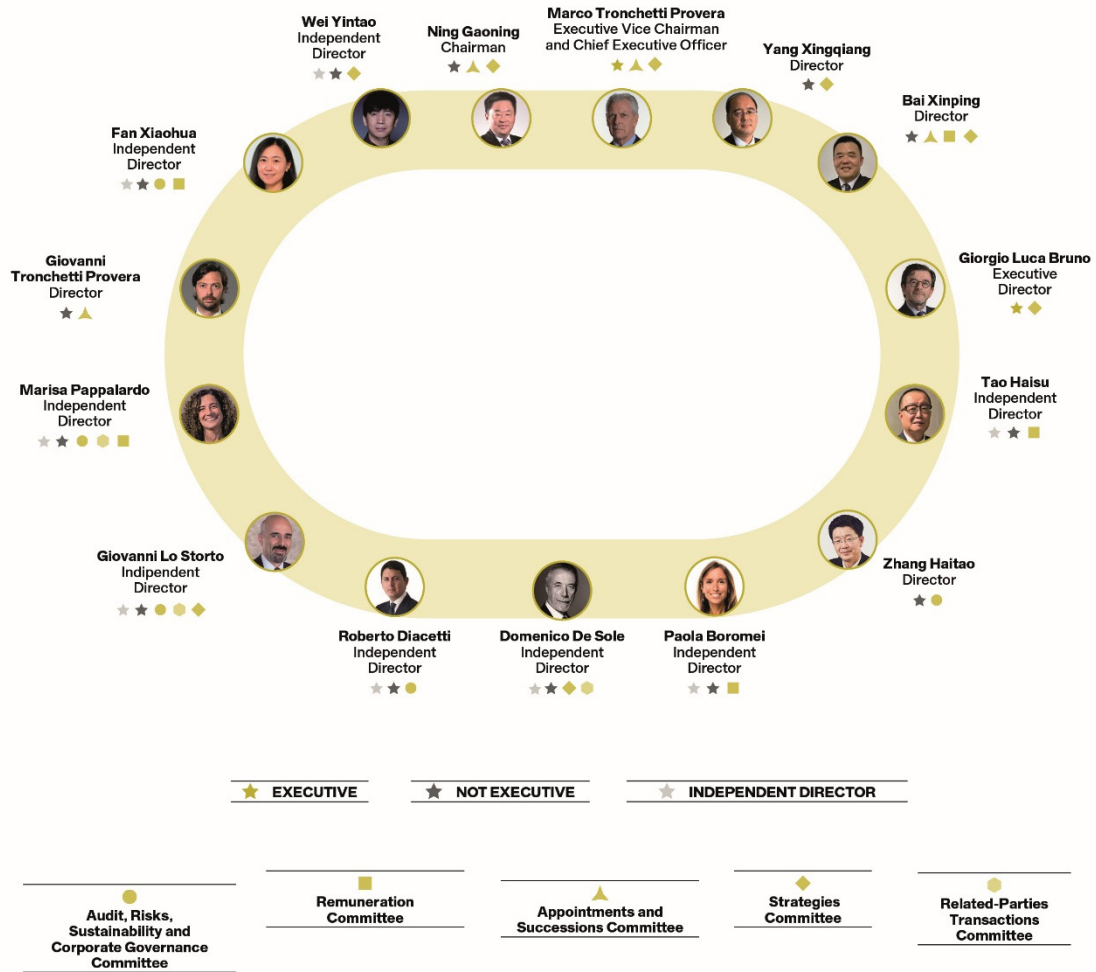 Wei Yintao
Independent
Director
Ning Gaoning
Chairman
Marco Tronchetti Provera
Executive Vice Chairman
and Chief Executive Officer
Yang Xingqiang
Director
Bai Xinping
Director
Fan Xiaohua
Independent
Director
Giovanni
Tronchetti Provera
Director
Giorgio Luca Bruno
Executive
Director
Marisa Pappalardo
Independent
Director
Tao Haisu
Independent
Director
Giovanni Lo Storto
Indipendent
Director
Zhang Haitao
Director
Roberto Diacetti
Independent
Director
Domenico De Sole
Independent
Director
Paola Boromei
Independent
Director
EXECUTIVE
NOT EXECUTIVE
INDEPENDENT DIRECTOR
Audit, Risks,
Sustainability and
Corporate Governance
Committee
Remuneration
Committee
Appointments and
Successions Committee
Strategies
Committee
Related-Parties
Transactions
Committee